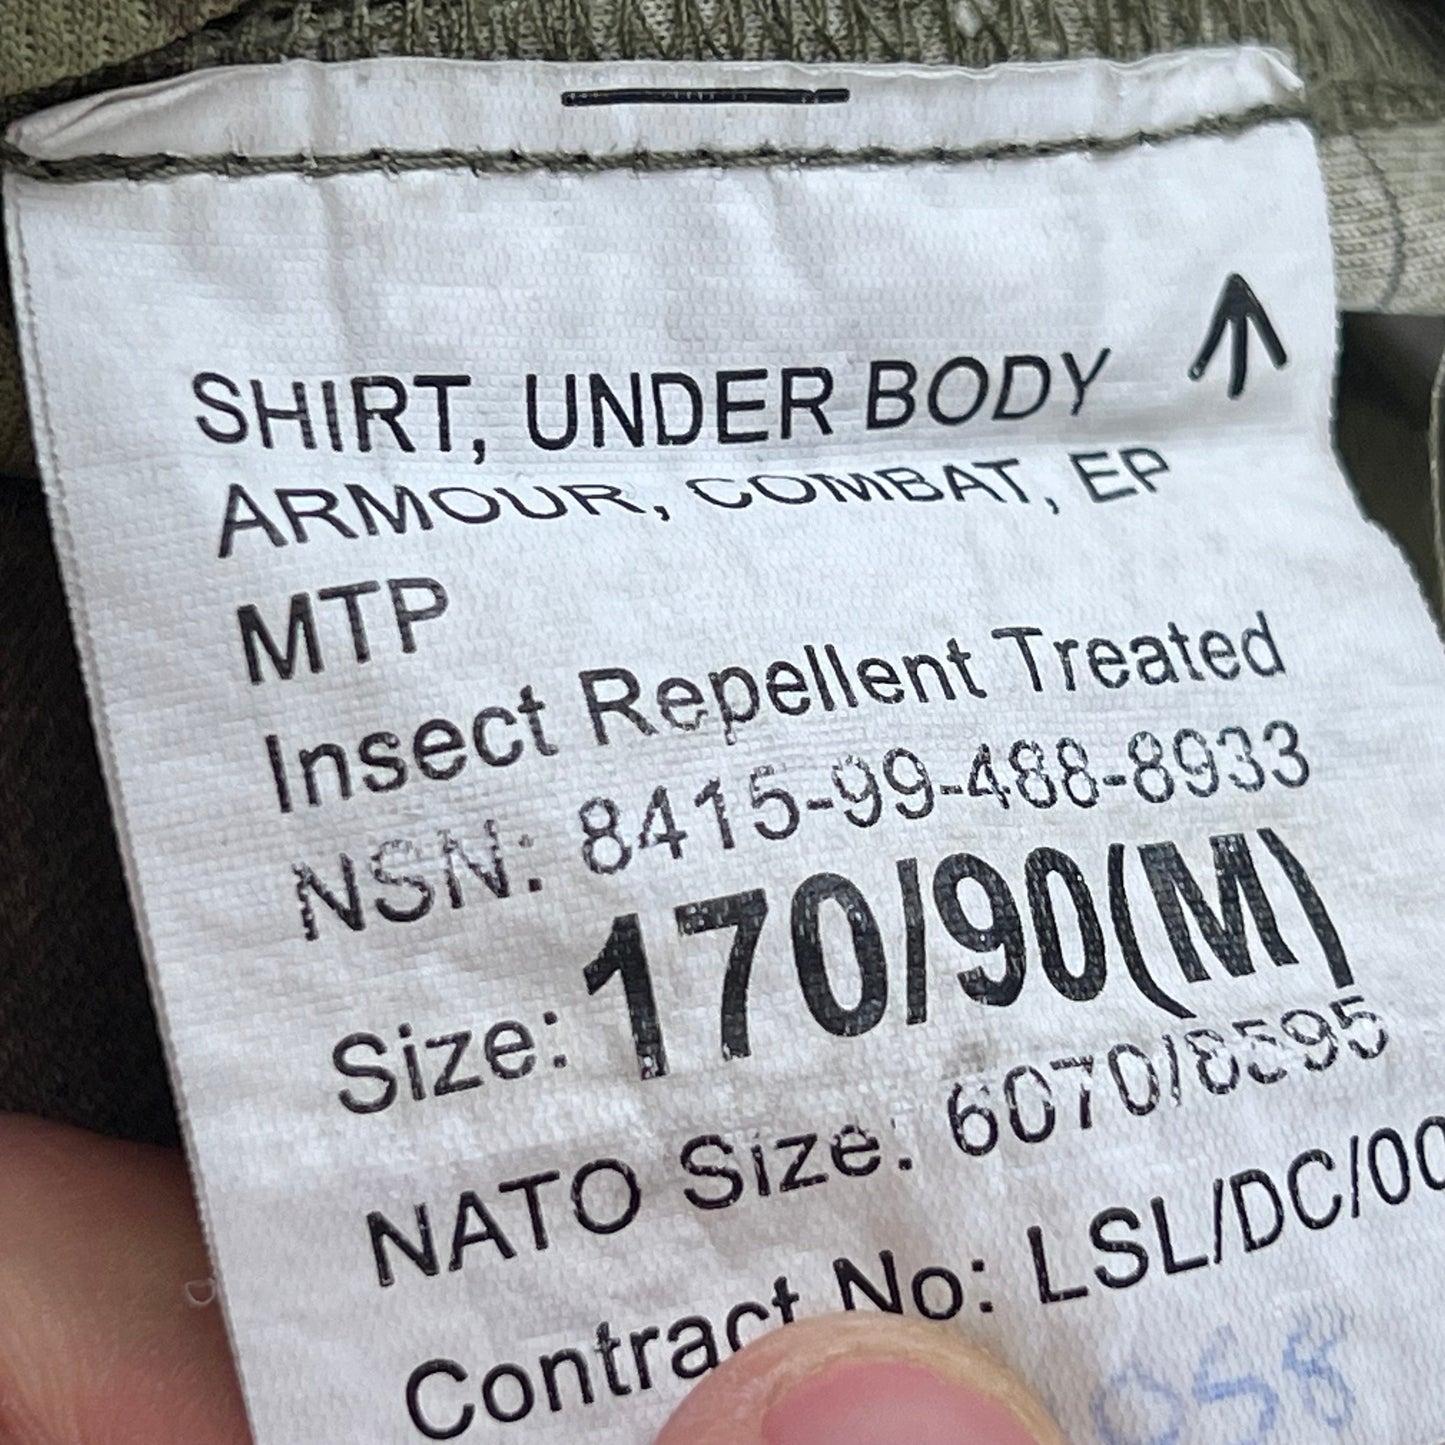 SHIRT, UNDER BODY
ARMOUR, COMBAT, EP
MTP
Insect Repellent Treated
NSN: 8415-99-488-8933
Size: 170/90(M)
NATO Size: 6070/8595
Contract No: LSL/DC/00
058